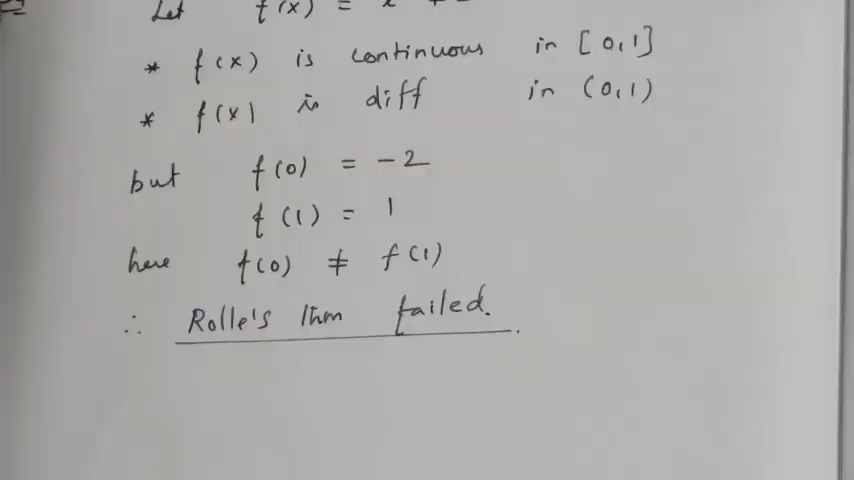 Let f(x) =
* f(x) is continuous in [0,1]
* f(x) is diff in (0,1)
but f(0) = -2
f(1) = 1
here f(0) ≠ f(1)
∴ Rolle's thm failed.